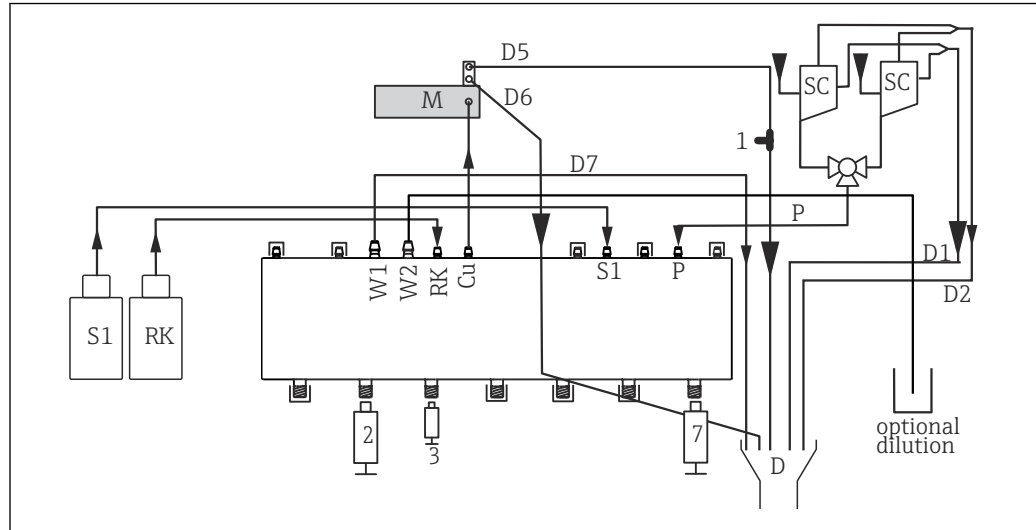 D5
SC
SC
D6
M
1
D7
P
D1
D2
S1
RK
W1
W2
RK
Cu
S1
P
2
3
7
D
optional
dilution